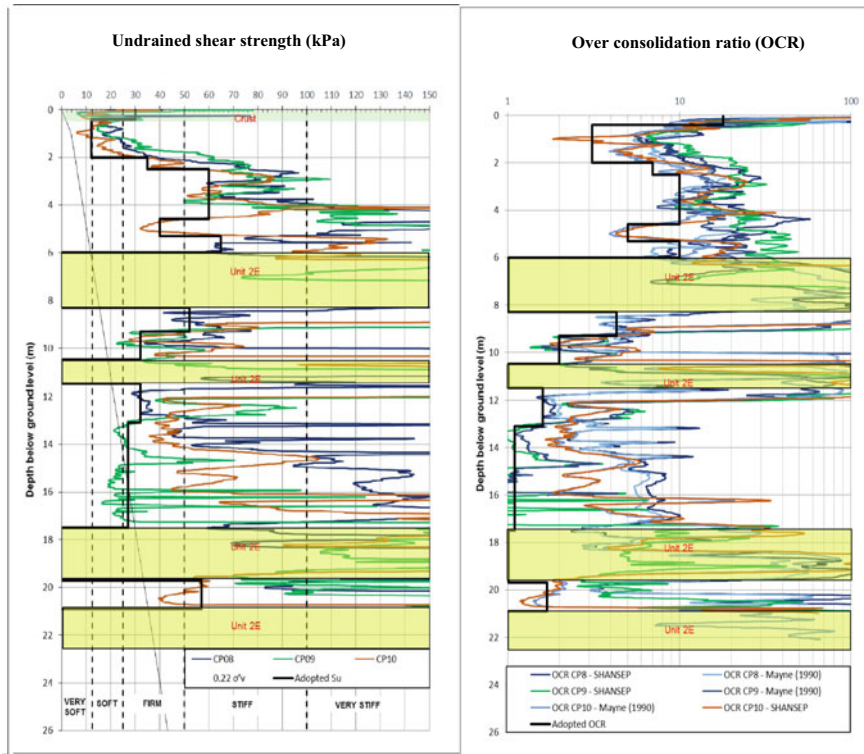 Undrained shear strength (kPa)
0 10 20 30 40 50 60 70 80 90 100 110 120 130 140 150
Depth below ground level (m)
0
Crust
2
4
6
Unit 2E
8
10
Unit 2E
12
14
16
18
Unit 2E
20
22
Unit 2E
24
26
CP08 CP09 CP10
0.22 σ'v Adopted Su
VERY SOFT
SOFT
FIRM
STIFF
VERY STIFF
Over consolidation ratio (OCR)
1 10 100
Depth below ground level (m)
0
2
4
6
Unit 2E
8
10
Unit 2E
12
14
16
18
Unit 2E
20
22
Unit 2E
24
26
OCR CP8 - SHANSEP OCR CP8 - Mayne (1990)
OCR CP9 - SHANSEP OCR CP9 - Mayne (1990)
OCR CP10 - Mayne (1990) OCR CP10 - SHANSEP
Adopted OCR